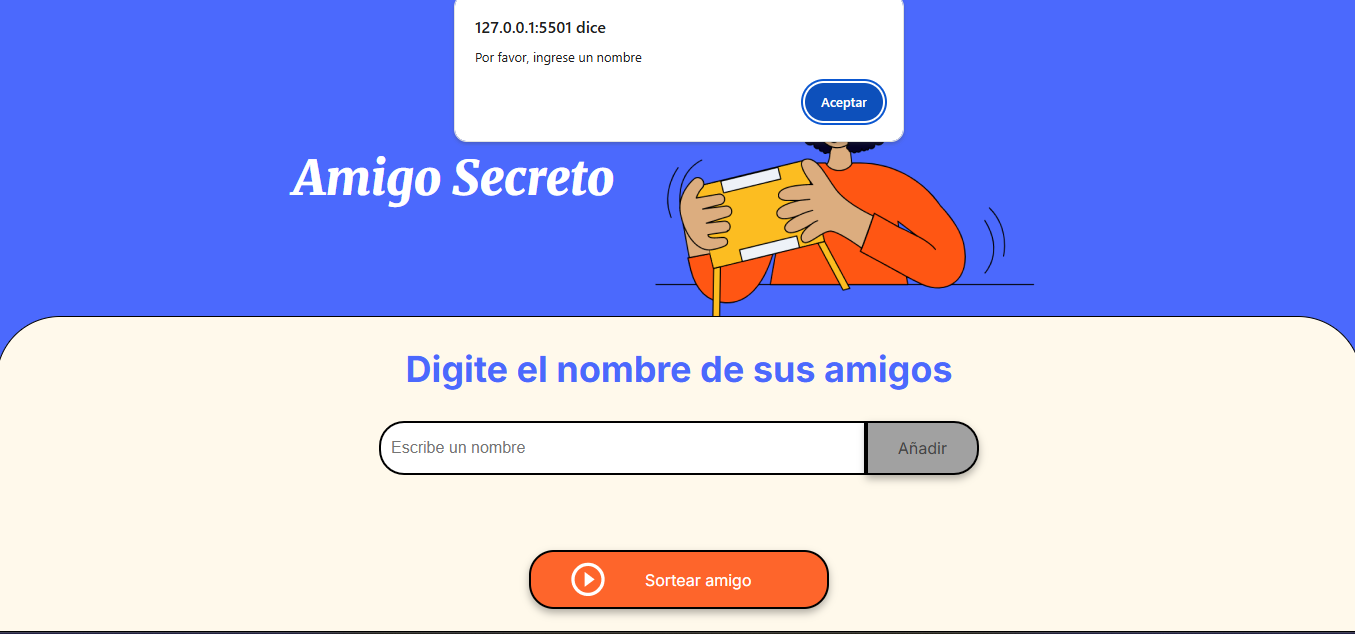 127.0.0.1:5501 dice
Por favor, ingrese un nombre
Aceptar
Amigo Secreto
Digite el nombre de sus amigos
Escribe un nombre
Añadir
Sortear amigo